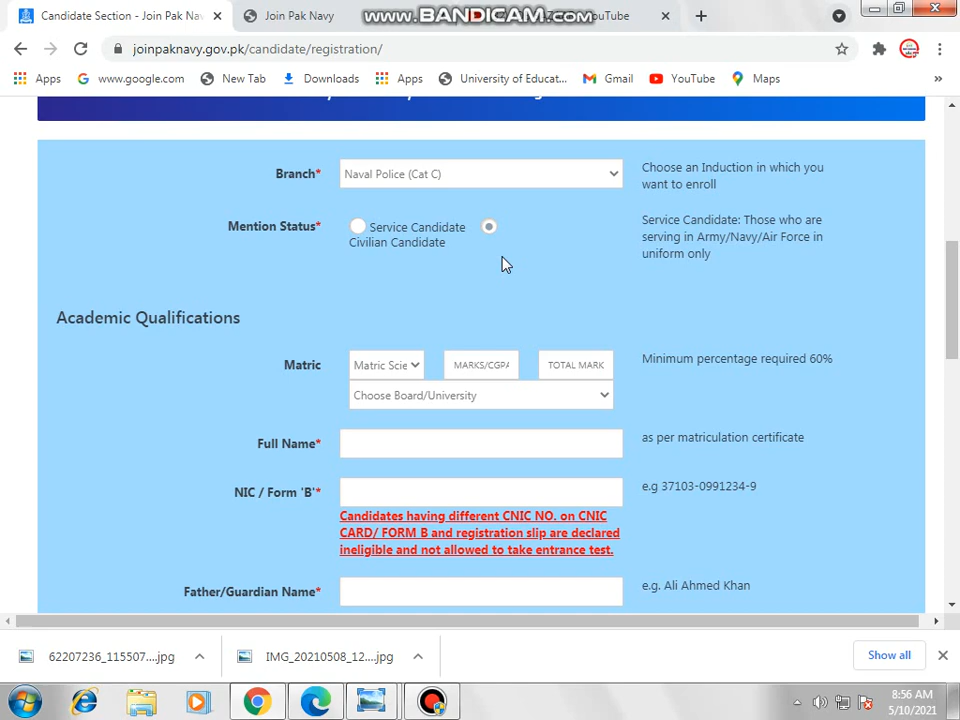 Candidate Section - Join Pak Nav
Join Pak Navy
www.BANDICAM.com
YouTube
joinpaknavy.gov.pk/candidate/registration/
Apps
www.google.com
New Tab
Downloads
Apps
University of Educat...
Gmail
YouTube
Maps
»
Branch*
Naval Police (Cat C)
Choose an Induction in which you
want to enroll
Mention Status*
Service Candidate
Civilian Candidate
Service Candidate: Those who are
serving in Army/Navy/Air Force in
uniform only
Academic Qualifications
Matric
Matric Scie
MARKS/CGPA
TOTAL MARK
Minimum percentage required 60%
Choose Board/University
Full Name*
as per matriculation certificate
NIC / Form 'B'*
e.g 37103-0991234-9
Candidates having different CNIC NO. on CNIC
CARD/ FORM B and registration slip are declared
ineligible and not allowed to take entrance test.
Father/Guardian Name*
e.g. Ali Ahmed Khan
62207236_115507....jpg
IMG_20210508_12....jpg
Show all
8:56 AM
5/10/2021